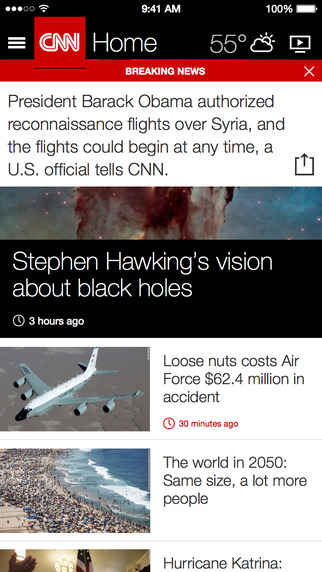 9:41 AM 100%
CNN Home 55°
BREAKING NEWS
President Barack Obama authorized
reconnaissance flights over Syria, and
the flights could begin at any time, a
U.S. official tells CNN.
Stephen Hawking's vision
about black holes
3 hours ago
Loose nuts costs Air
Force $62.4 million in
accident
30 minutes ago
The world in 2050:
Same size, a lot more
people
Hurricane Katrina: